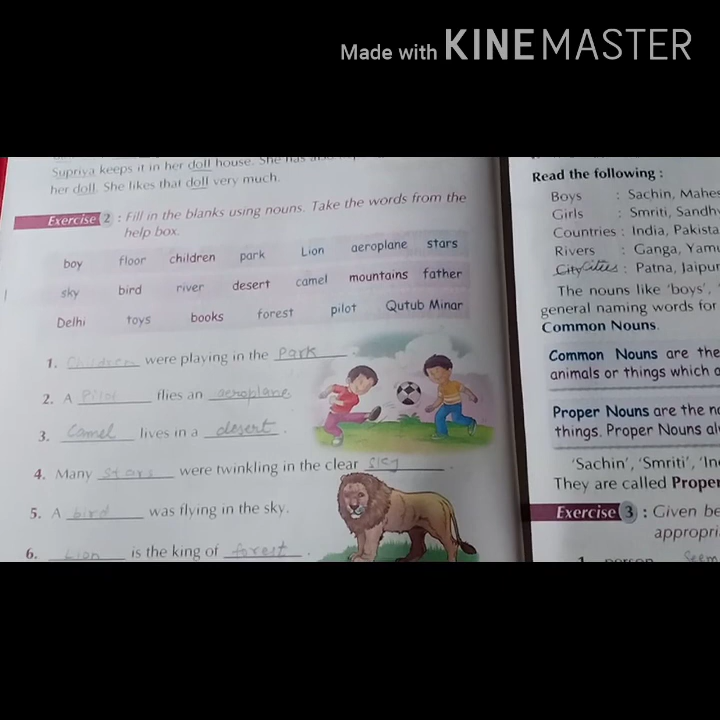 Made with KINEMASTER
Supriya keeps it in her doll house. She has
her doll. She likes that doll very much.
Exercise 2 : Fill in the blanks using nouns. Take the words from the
help box.
boy floor children park Lion aeroplane stars
sky bird river desert camel mountains father
Delhi toys books forest pilot Qutub Minar
1. Children were playing in the Park .
2. A Pilot flies an aeroplane
3. Camel lives in a desert .
4. Many stars were twinkling in the clear sky .
5. A bird was flying in the sky.
6. Lion is the king of forest .
Read the following :
Boys : Sachin, Mahes
Girls : Smriti, Sandh
Countries : India, Pakista
Rivers : Ganga, Yamu
City Cities : Patna, Jaipur
The nouns like 'boys', '
general naming words for
Common Nouns.
Common Nouns are the
animals or things which a
Proper Nouns are the na
things. Proper Nouns al
'Sachin', 'Smriti', 'In
They are called Proper
Exercise 3 : Given be
appropri
1. person Seem